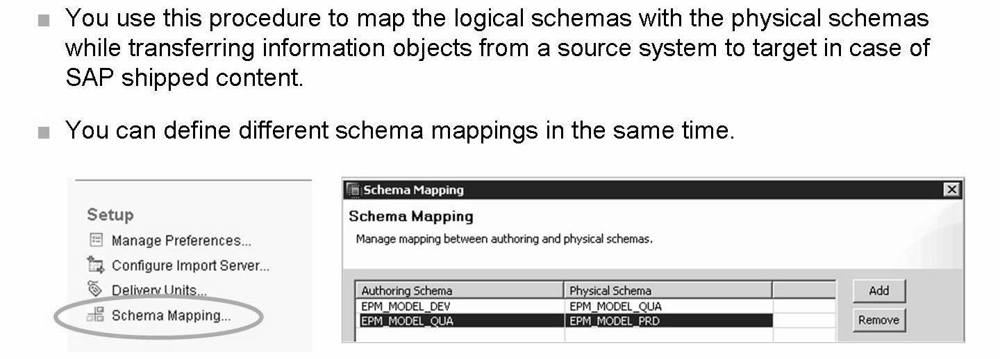 You use this procedure to map the logical schemas with the physical schemas
while transferring information objects from a source system to target in case of
SAP shipped content.
You can define different schema mappings in the same time.
Setup
Manage Preferences...
Configure Import Server...
Delivery Units...
Schema Mapping...
Schema Mapping
Schema Mapping
Manage mapping between authoring and physical schemas.
Authoring Schema Physical Schema
EPM_MODEL_DEV EPM_MODEL_QUA
EPM_MODEL_QUA EPM_MODEL_PRD
Add
Remove